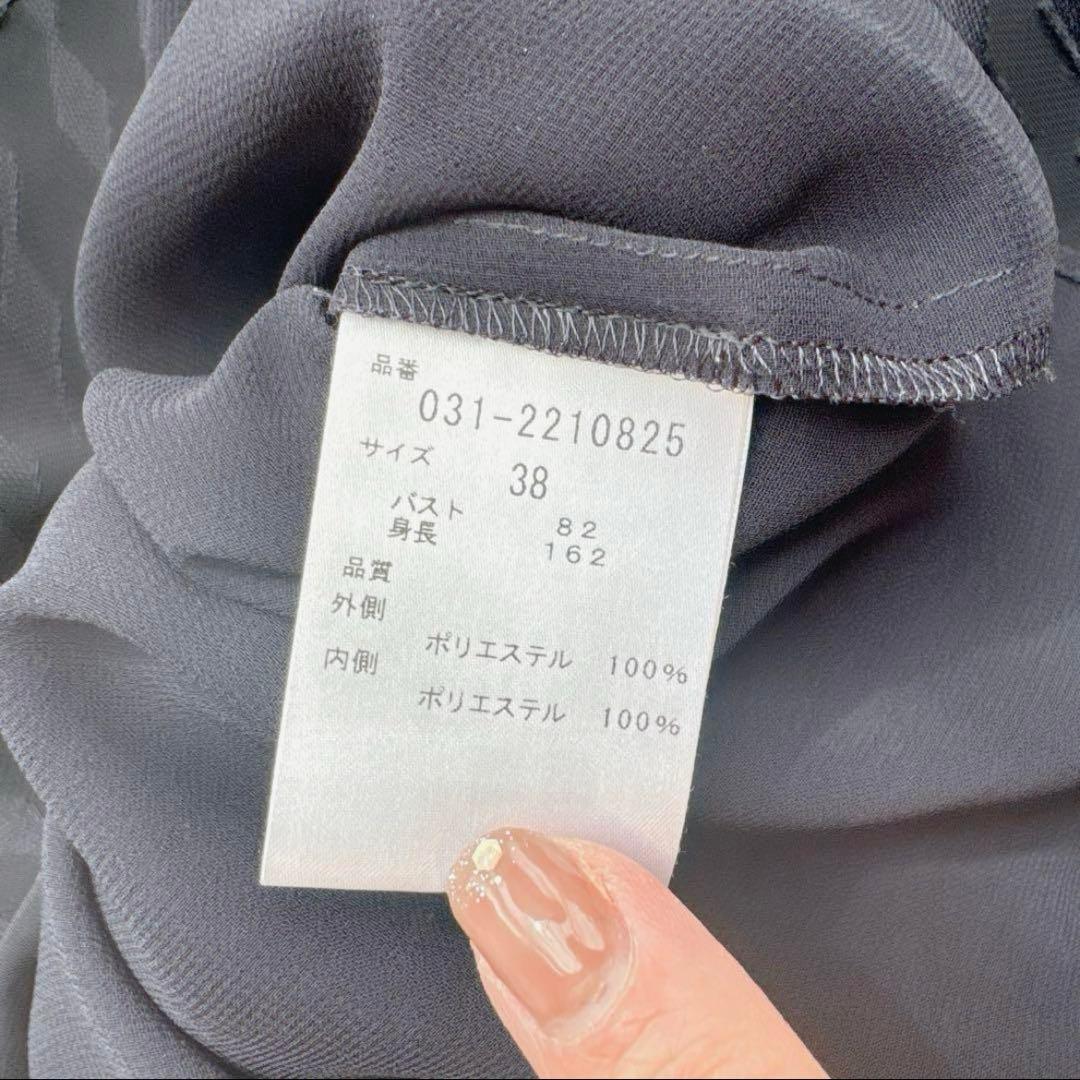 品番
031-2210825
サイズ 38
バスト 82
身長 162
品質
外側
ポリエステル 100%
内側
ポリエステル 100%